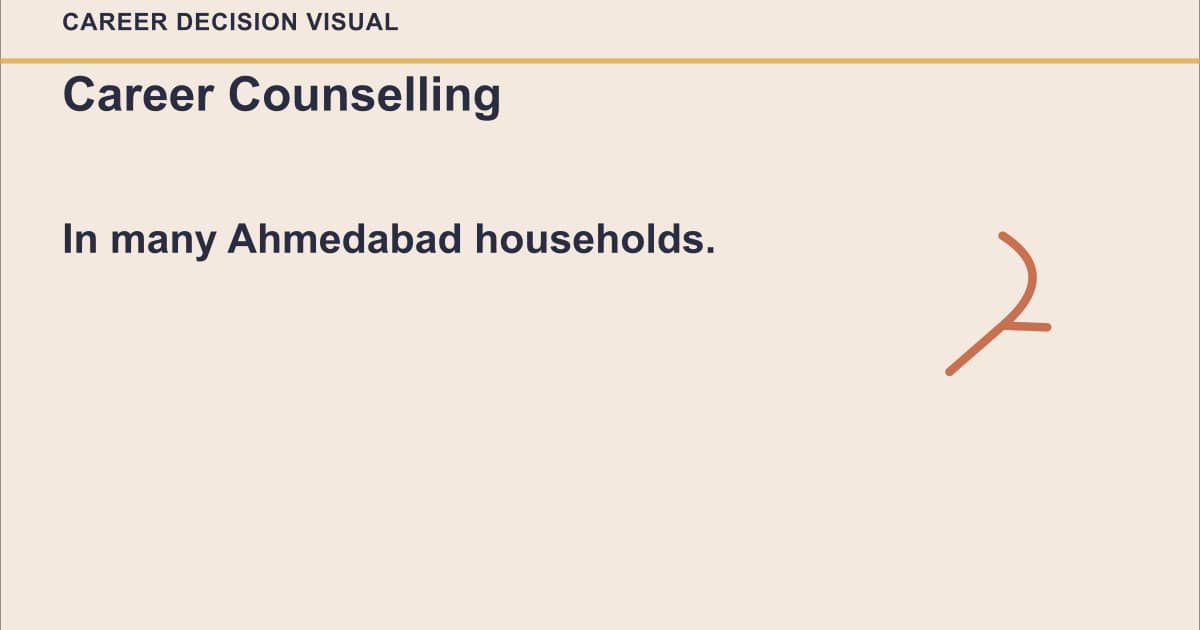 CAREER DECISION VISUAL
Career Counselling
In many Ahmedabad households.